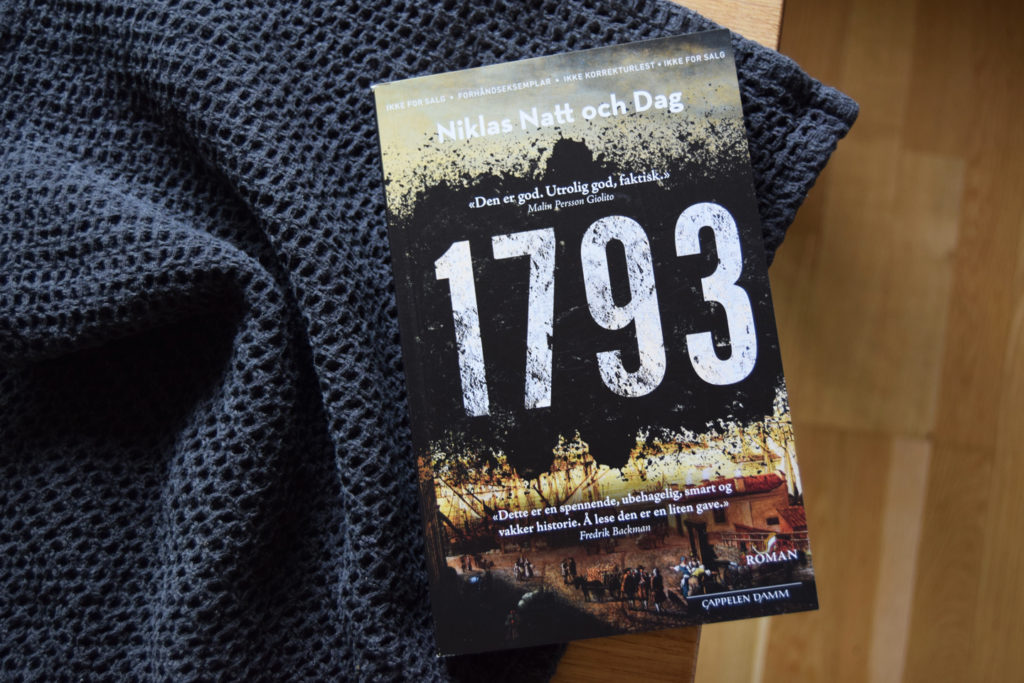 IKKE FOR SALG • FORHÅNDSEKSEMPLAR • IKKE KORREKTURLEST • IKKE FOR SALG
Niklas Natt och Dag
«Den er god. Utrolig god, faktisk.»
Malin Persson Giolito
1793
«Dette er en spennende, ubehagelig, smart og
vakker historie. Å lese den er en liten gave.»
Fredrik Backman
ROMAN
CAPPELEN DAMM